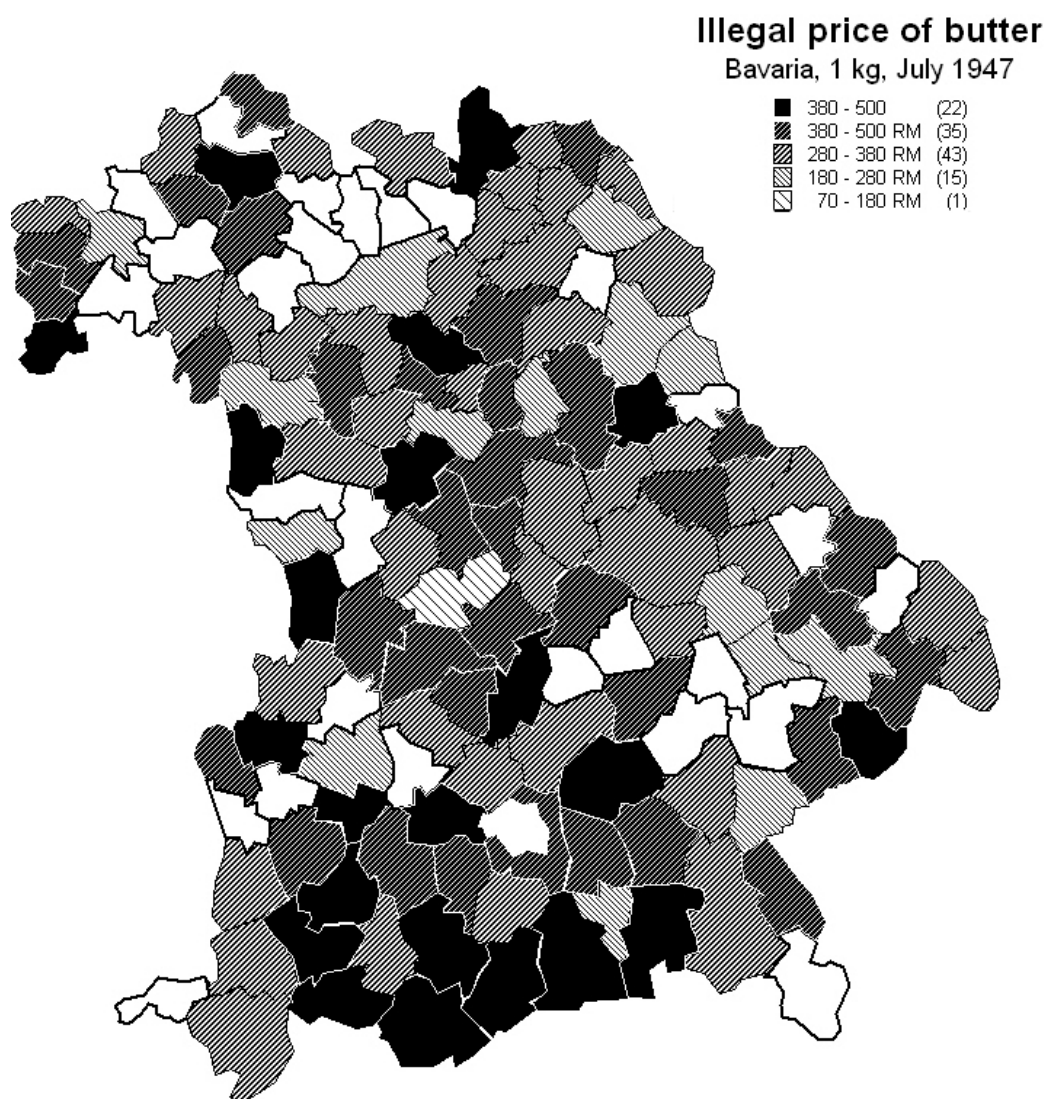 Illegal price of butter
Bavaria, 1 kg, July 1947
380 - 500 (22)
380 - 500 RM (35)
280 - 380 RM (43)
180 - 280 RM (15)
70 - 180 RM (1)